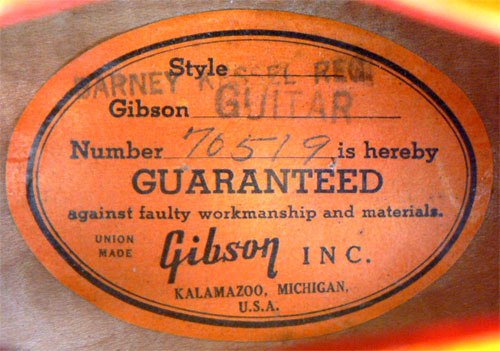 Style
BARNEY KESSEL REG.
Gibson GUITAR
Number 76519 is hereby
GUARANTEED
against faulty workmanship and materials.
UNION
MADE
Gibson INC.
KALAMAZOO, MICHIGAN,
U.S.A.